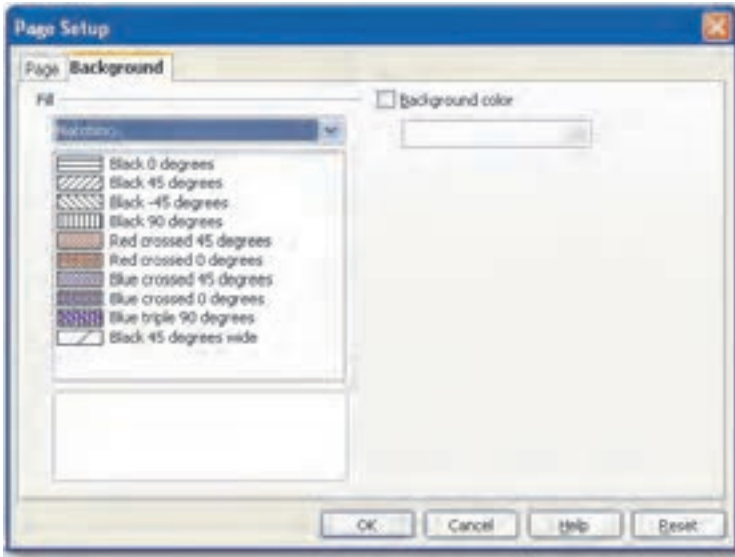 Page Setup
Page Background
Fill
Background color
Hatching
Black 0 degrees
Black 45 degrees
Black -45 degrees
Black 90 degrees
Red crossed 45 degrees
Red crossed 0 degrees
Blue crossed 45 degrees
Blue crossed 0 degrees
Blue triple 90 degrees
Black 45 degrees wide
OK Cancel Help Reset